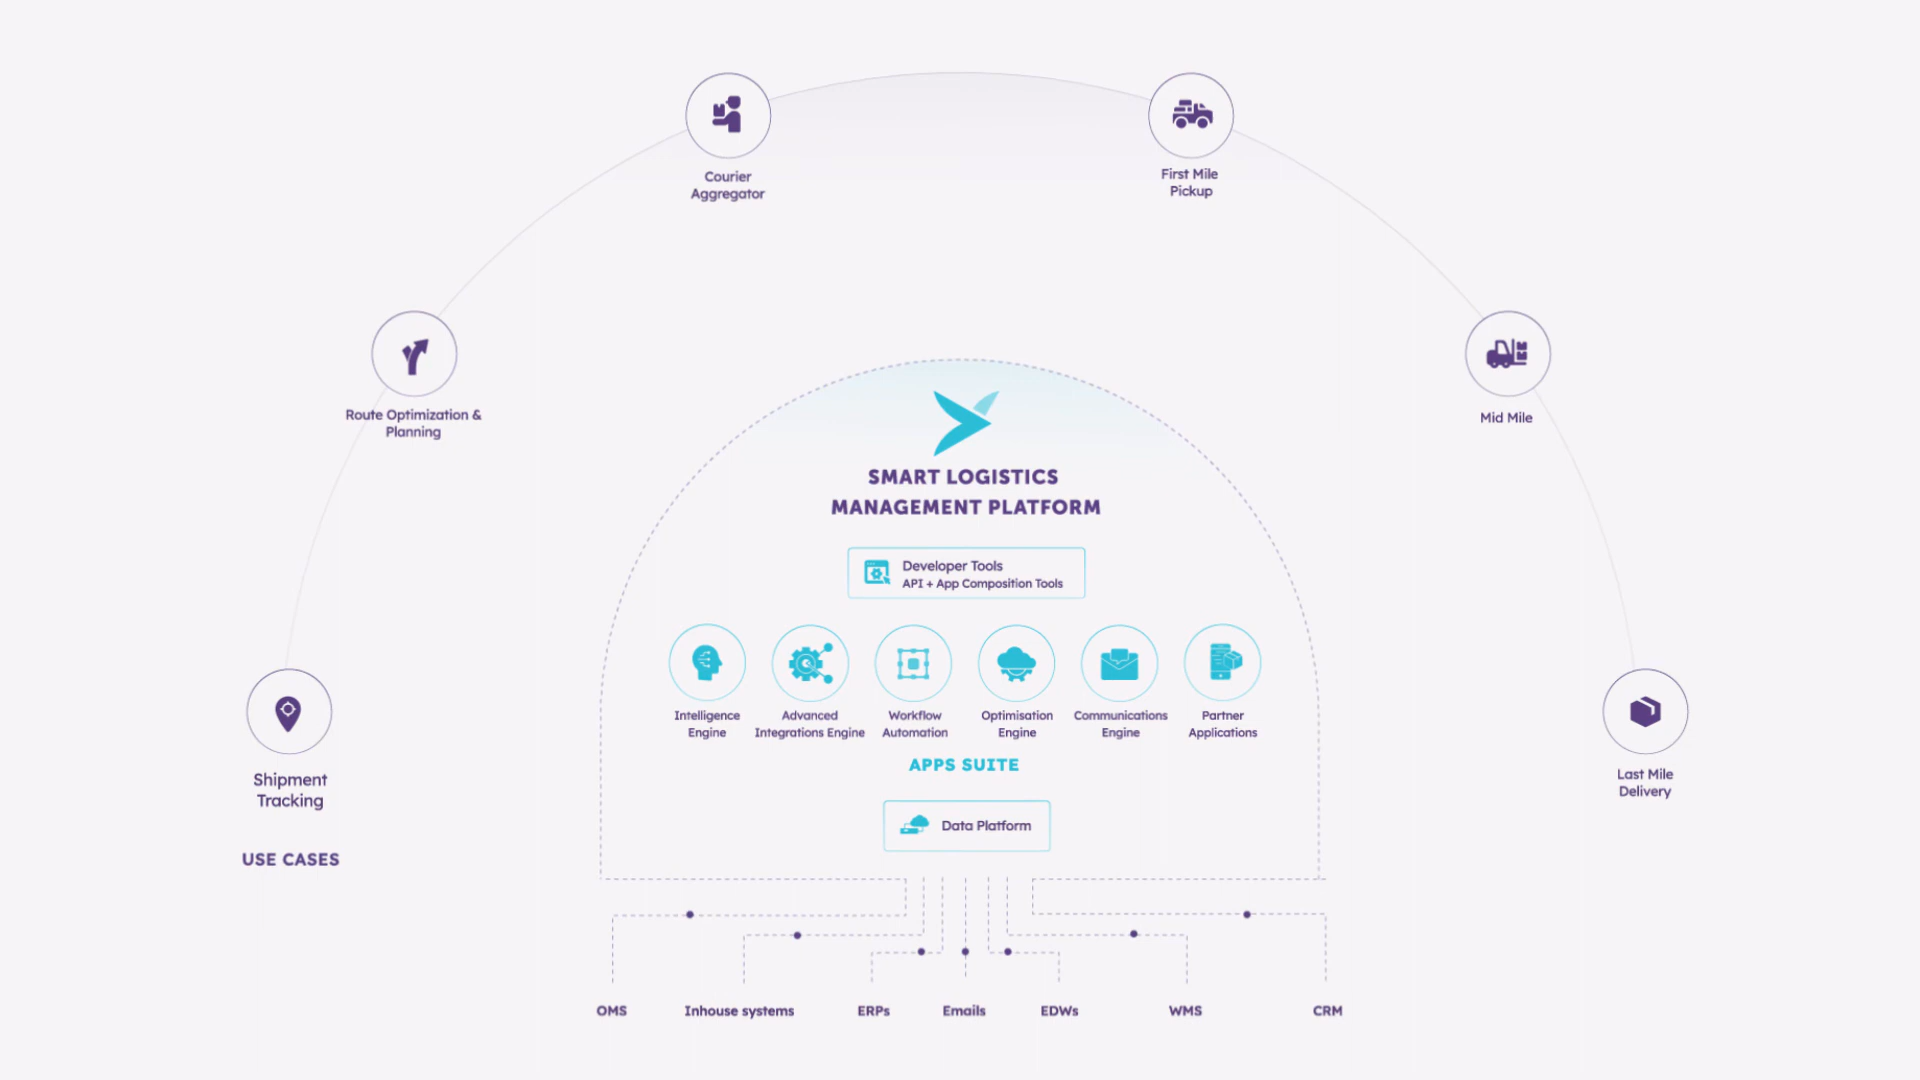 Courier
Aggregator
First Mile
Pickup
Route Optimization &
Planning
Mid Mile
SMART LOGISTICS
MANAGEMENT PLATFORM
Developer Tools
API + App Composition Tools
Intelligence
Engine
Advanced
Integrations Engine
Workflow
Automation
Optimisation
Engine
Communications
Engine
Partner
Applications
APPS SUITE
Data Platform
Shipment
Tracking
USE CASES
Last Mile
Delivery
OMS
Inhouse systems
ERPs
Emails
EDWs
WMS
CRM